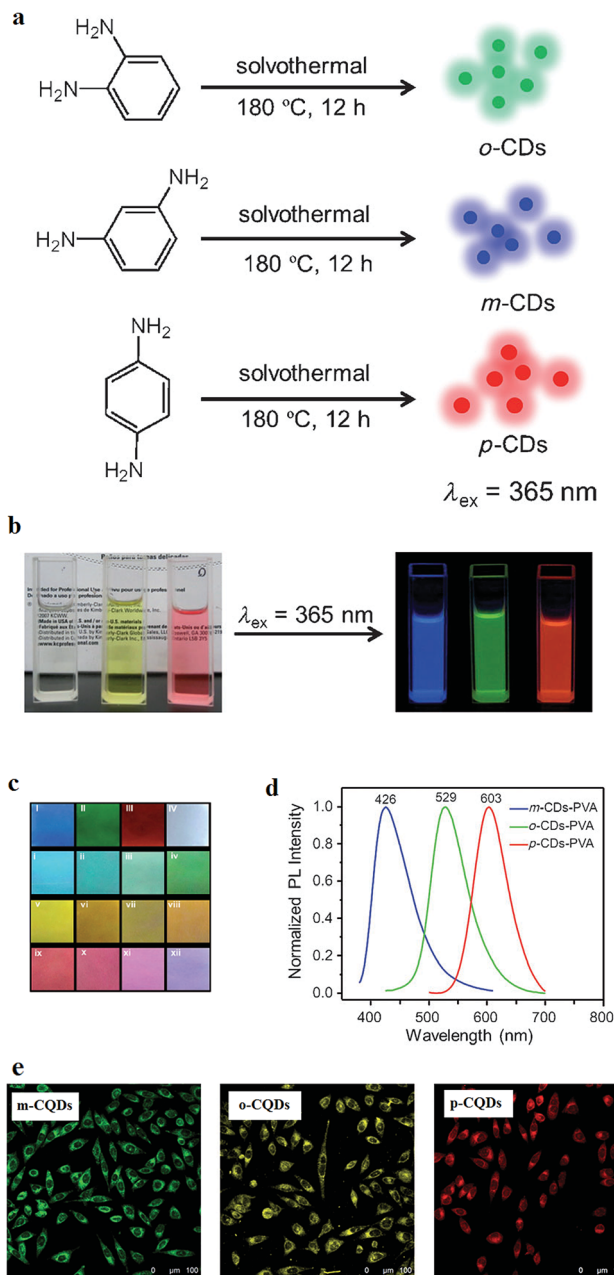 a
H₂N
H₂N
solvothermal
180 °C, 12 h
o-CDs
NH₂
H₂N
solvothermal
180 °C, 12 h
m-CDs
NH₂
H₂N
solvothermal
180 °C, 12 h
p-CDs
λex = 365 nm
b
λex = 365 nm
c
i ii iii iv
i ii iii iv
v vi vii viii
ix x xi xii
d
426 529 603
m-CDs-PVA
o-CDs-PVA
p-CDs-PVA
Normalized PL Intensity
1.0
0.8
0.6
0.4
0.2
0.0
400 500 600 700 800
Wavelength (nm)
e
m-CQDs
o-CQDs
p-CQDs
0 µm 100
0 µm 100
0 µm 100